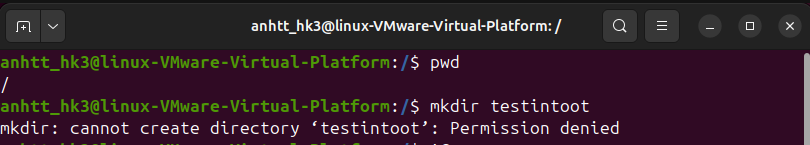 anhtt_hk3@linux-VMware-Virtual-Platform: /
anhtt_hk3@linux-VMware-Virtual-Platform:/$ pwd
/
anhtt_hk3@linux-VMware-Virtual-Platform:/$ mkdir testintoot
mkdir: cannot create directory ‘testintoot’: Permission denied